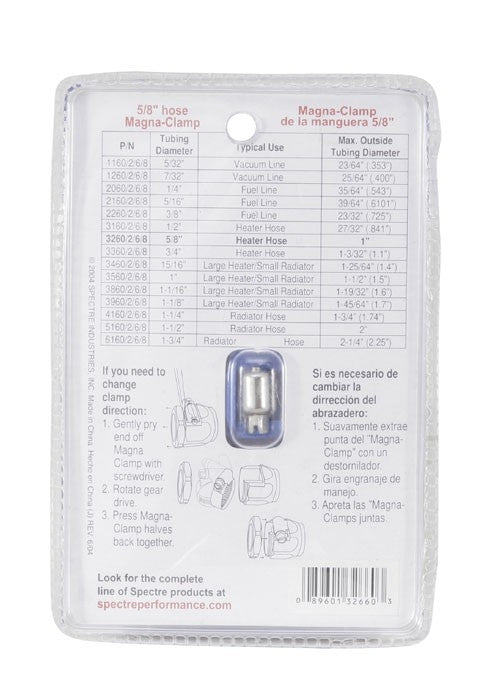 5/8" hose
Magna-Clamp
Magna-Clamp
de la manguera 5/8"
P/N Tubing Diameter Typical Use Max. Outside Tubing Diameter
1160/2/6/8 5/32" Vacuum Line 23/64" (.353")
1260/2/6/8 7/32" Vacuum Line 25/64" (.400")
2060/2/6/8 1/4" Fuel Line 35/64" (.543")
2160/2/6/8 5/16" Fuel Line 39/64" (.6101")
2260/2/6/8 3/8" Fuel Line 23/32" (.725")
3160/2/6/8 1/2" Heater Hose 27/32" (.841")
3260/2/6/8 5/8" Heater Hose 1"
3360/2/6/8 3/4" Heater Hose 1-3/32" (1.1")
3460/2/6/8 15/16" Large Heater/Small Radiator 1-25/64" (1.4")
3560/2/6/8 1" Large Heater/Small Radiator 1-1/2" (1.5")
3860/2/6/8 1-1/16" Large Heater/Small Radiator 1-19/32" (1.6")
3960/2/6/8 1-1/8" Large Heater/Small Radiator 1-45/64" (1.7")
4160/2/6/8 1-1/4" Radiator Hose 1-3/4" (1.74")
5160/2/6/8 1-1/2" Radiator Hose 2"
6160/2/6/8 1-3/4" Radiator Hose 2-1/4" (2.25")
If you need to
change
clamp
direction:
1. Gently pry
end off
Magna
Clamp with
screwdriver.
2. Rotate gear
drive.
3. Press Magna-
Clamp halves
back together.
Si es necesario de
cambiar la
dirrección del
abrazadero:
1. Suavamente extrae
punta del "Magna-
Clamp" con un
destornilador.
2. Gira engranaje de
manejo.
3. Apreta las "Magna-
Clamps juntas.
© 2004 SPECTRE INDUSTRIES, INC. Made in China Hecho en China (J) REV. 6/04
Look for the complete
line of Spectre products at
spectreperformance.com
0 89601 32660 3